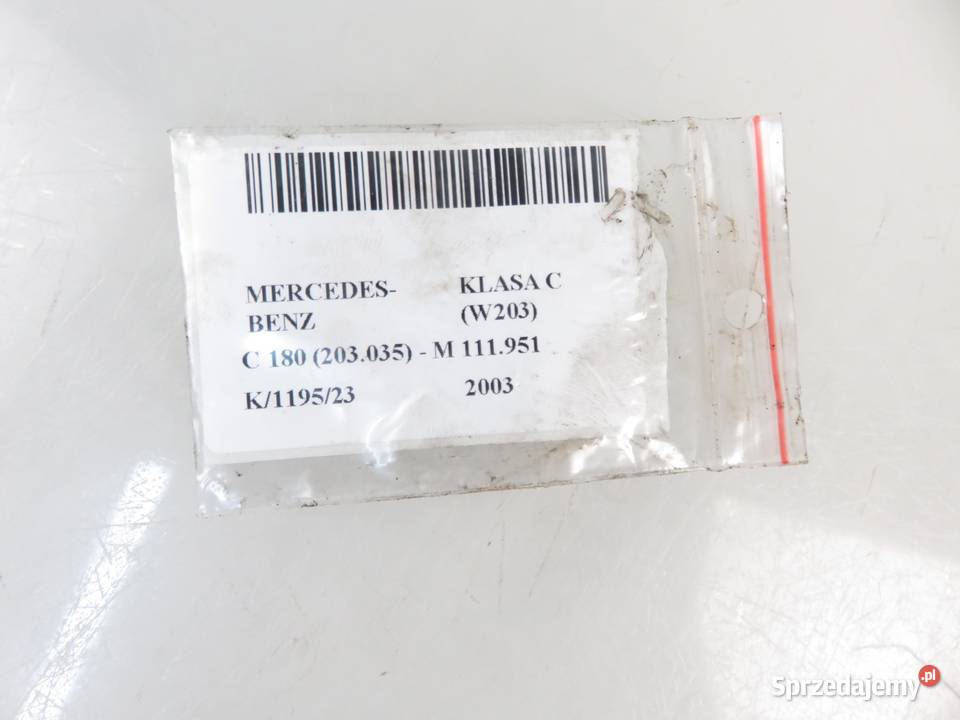 MERCEDES- KLASA C
BENZ (W203)
C 180 (203.035) - M 111.951
K/1195/23 2003
Sprzedajemy.pl